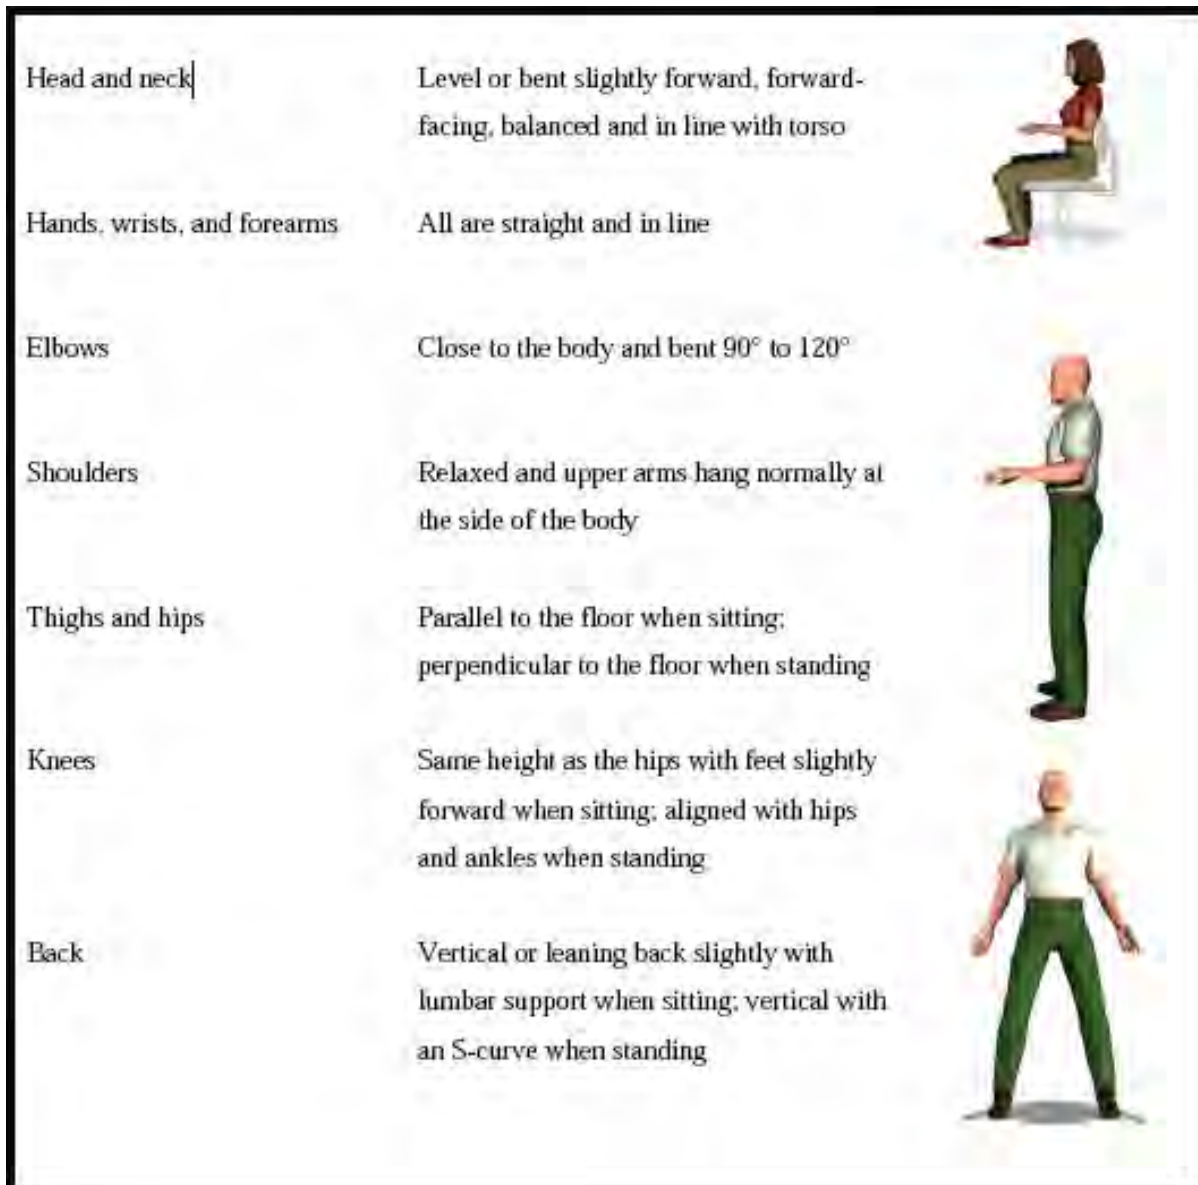 Head and neck
Level or bent slightly forward, forward-
facing, balanced and in line with torso
Hands, wrists, and forearms
All are straight and in line
Elbows
Close to the body and bent 90° to 120°
Shoulders
Relaxed and upper arms hang normally at
the side of the body
Thighs and hips
Parallel to the floor when sitting;
perpendicular to the floor when standing
Knees
Same height as the hips with feet slightly
forward when sitting; aligned with hips
and ankles when standing
Back
Vertical or leaning back slightly with
lumbar support when sitting; vertical with
an S-curve when standing